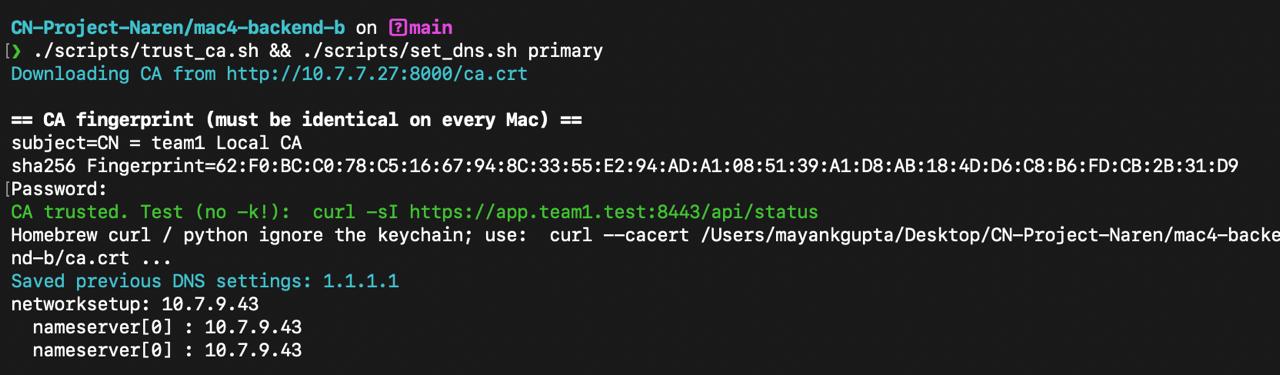 CN-Project-Naren/mac4-backend-b on main
❯ ./scripts/trust_ca.sh && ./scripts/set_dns.sh primary
Downloading CA from http://10.7.7.27:8000/ca.crt
== CA fingerprint (must be identical on every Mac) ==
subject=CN = team1 Local CA
sha256 Fingerprint=62:F0:BC:C0:78:C5:16:67:94:8C:33:55:E2:94:AD:A1:08:51:39:A1:D8:AB:18:4D:D6:C8:B6:FD:CB:2B:31:D9
Password:
CA trusted. Test (no -k!):  curl -sI https://app.team1.test:8443/api/status
Homebrew curl / python ignore the keychain; use:  curl --cacert /Users/mayankgupta/Desktop/CN-Project-Naren/mac4-backe
nd-b/ca.crt ...
Saved previous DNS settings: 1.1.1.1
networksetup: 10.7.9.43
  nameserver[0] : 10.7.9.43
  nameserver[0] : 10.7.9.43